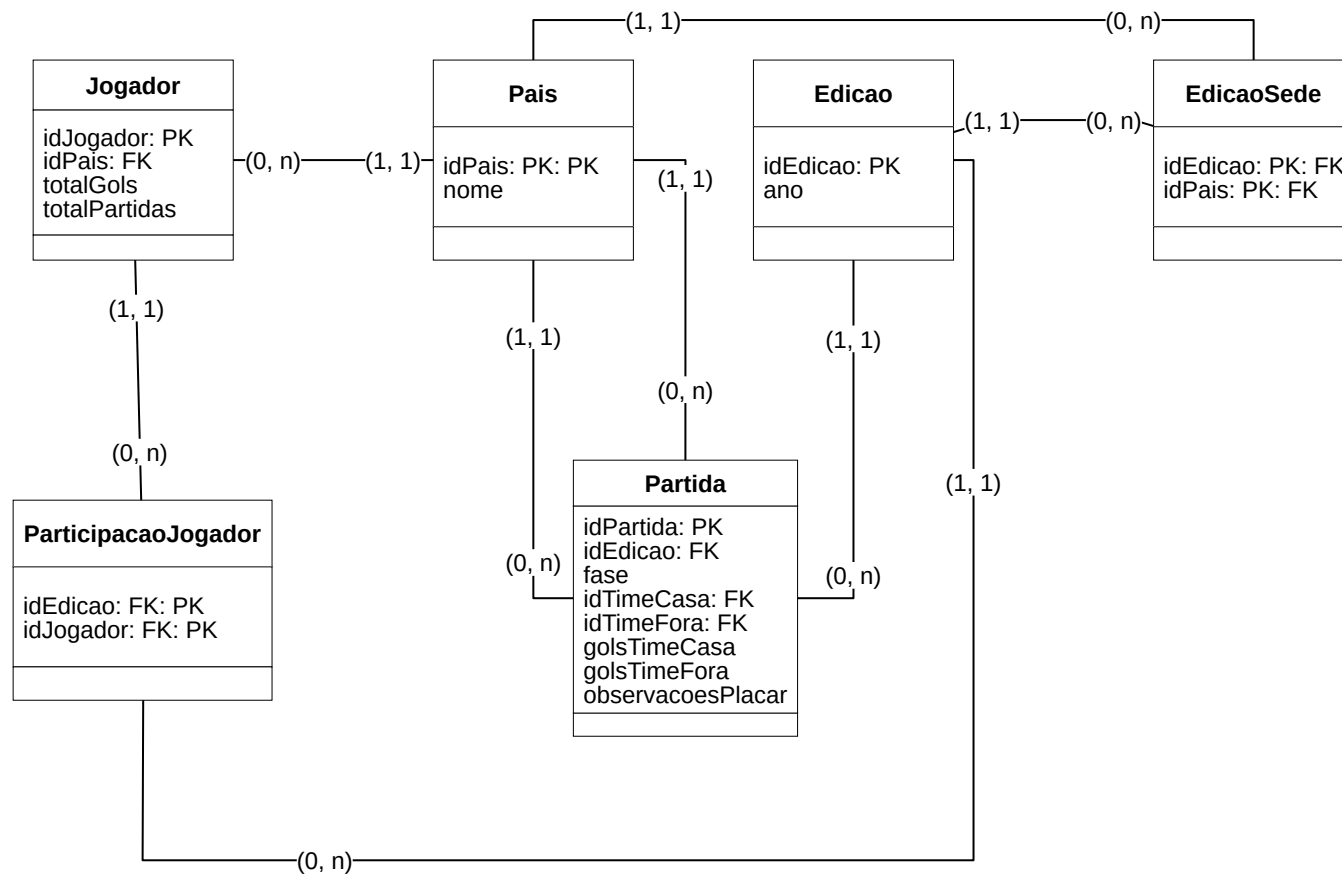 (1, 1)
(0, n)
Jogador
idJogador: PK
idPais: FK
totalGols
totalPartidas
(0, n)
(1, 1)
Pais
idPais: PK: PK
nome
(1, 1)
Edicao
idEdicao: PK
ano
(1, 1)
(0, n)
EdicaoSede
idEdicao: PK: FK
idPais: PK: FK
(1, 1)
(1, 1)
(1, 1)
(0, n)
(0, n)
ParticipacaoJogador
idEdicao: FK: PK
idJogador: FK: PK
(0, n)
Partida
idPartida: PK
idEdicao: FK
fase
idTimeCasa: FK
idTimeFora: FK
golsTimeCasa
golsTimeFora
observacoesPlacar
(0, n)
(1, 1)
(0, n)